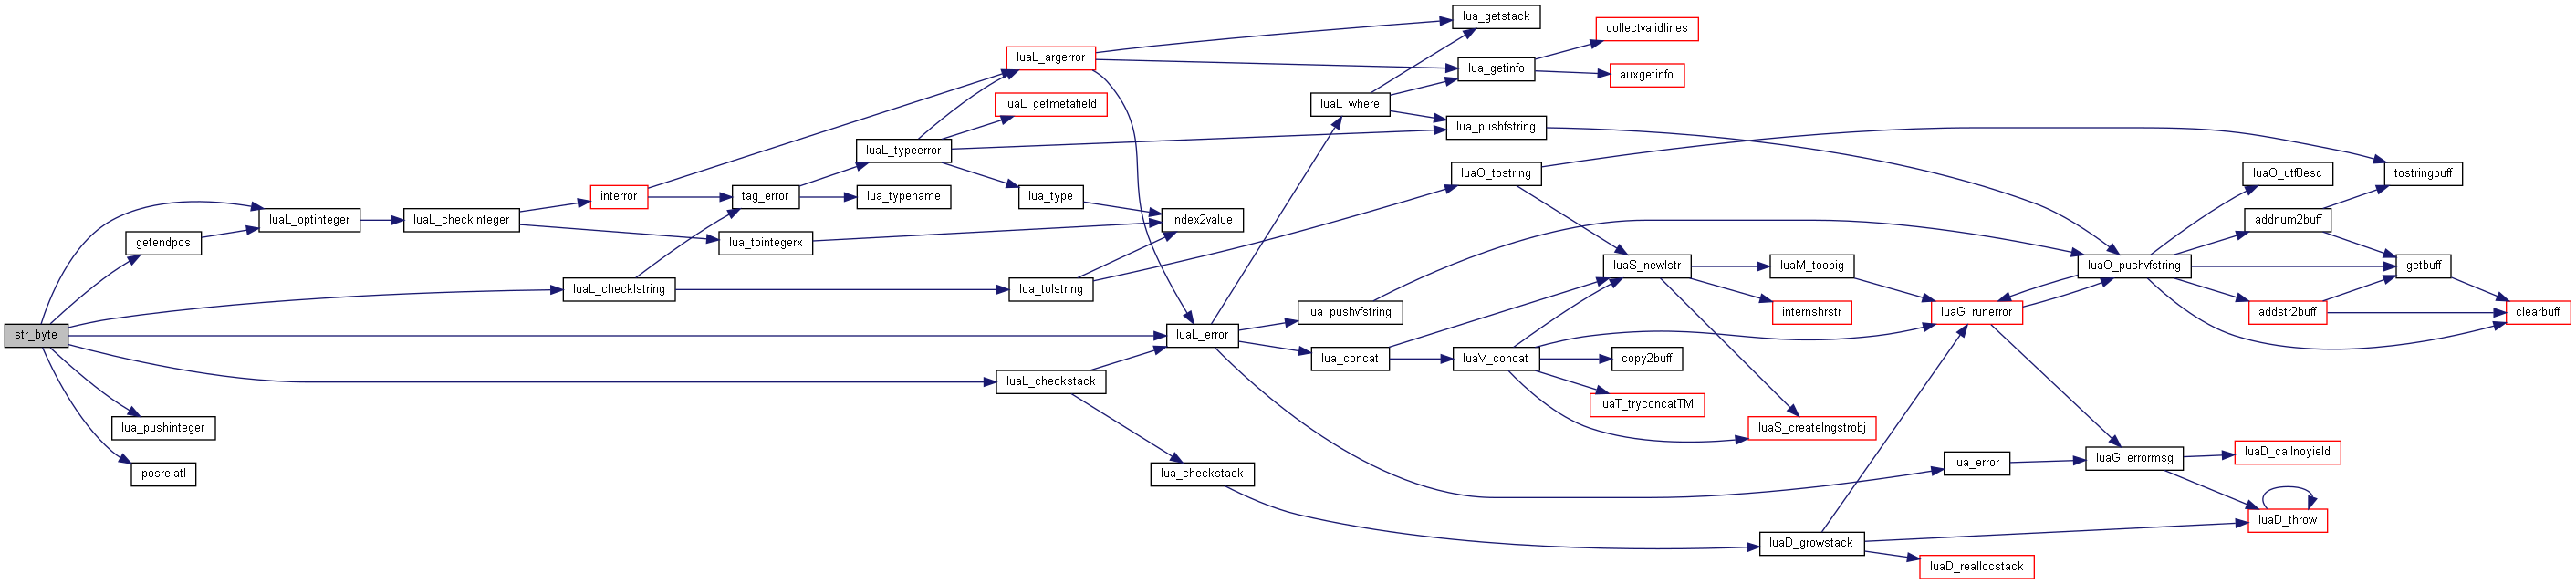 str_byte
getendpos
luaL_optinteger
luaL_checkinteger
interror
tag_error
luaL_typeerror
luaL_argerror
luaL_getmetafield
lua_typename
lua_type
index2value
lua_tointegerx
luaL_checklstring
lua_tolstring
luaL_error
luaL_checkstack
lua_pushinteger
posrelatI
lua_checkstack
luaL_where
lua_getstack
lua_getinfo
collectvalidlines
auxgetinfo
lua_pushfstring
luaO_tostring
lua_pushvfstring
lua_concat
luaV_concat
luaS_newlstr
luaM_toobig
internshrstr
copy2buff
luaT_tryconcatTM
luaS_createlngstrobj
luaG_runerror
luaO_pushvfstring
luaO_utf8esc
tostringbuff
addnum2buff
getbuff
addstr2buff
clearbuff
lua_error
luaG_errormsg
luaD_callnoyield
luaD_throw
luaD_growstack
luaD_reallocstack